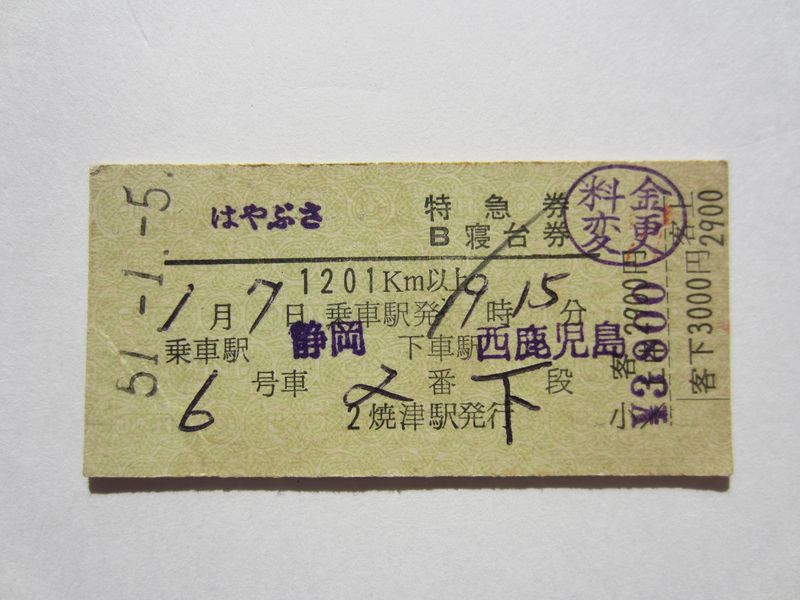 51.-1.-5.
はやぶさ 特急券
B寝台券
料金変更
1201Km以上
1月7日 乗車駅発 19時15分
乗車駅 静岡 下車駅 西鹿児島
6号車 2番 下段
2焼津駅発行
¥3000
小
客下3000円 2900